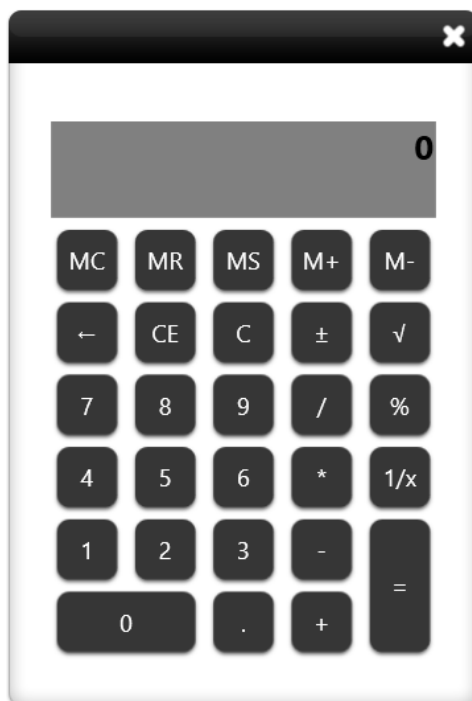 0
MC MR MS M+ M-
← CE C ± √
7 8 9 / %
4 5 6 * 1/x
1 2 3 - =
0 . +